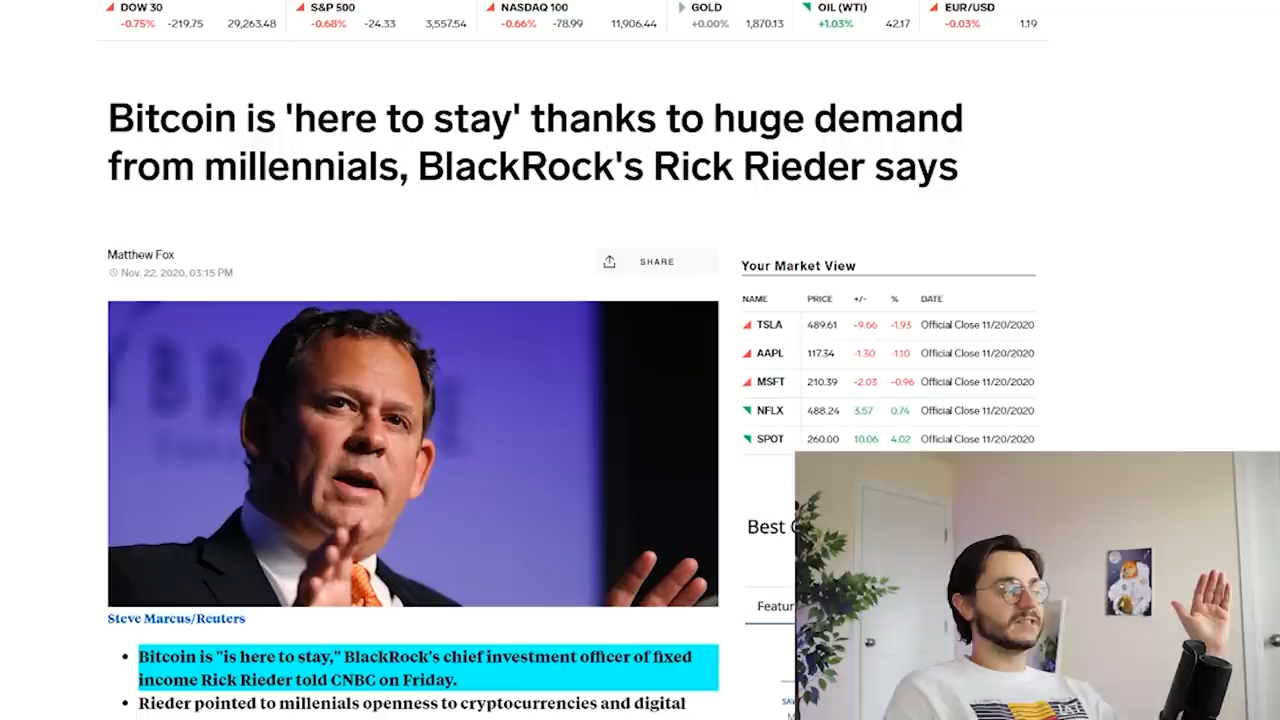 DOW 30
-0.75% -219.75 29,263.48
S&P 500
-0.68% -24.33 3,557.54
NASDAQ 100
-0.66% -78.99 11,906.44
GOLD
+0.00% 1,870.13
OIL (WTI)
+1.03% 42.17
EUR/USD
-0.03% 1.19
Bitcoin is 'here to stay' thanks to huge demand
from millennials, BlackRock's Rick Rieder says
Matthew Fox
Nov. 22, 2020, 03:15 PM
SHARE
Steve Marcus/Reuters
• Bitcoin is "is here to stay," BlackRock's chief investment officer of fixed
income Rick Rieder told CNBC on Friday.
• Rieder pointed to millenials openness to cryptocurrencies and digital
Your Market View
NAME PRICE +/- % DATE
TSLA 489.61 -9.66 -1.93 Official Close 11/20/2020
AAPL 117.34 -1.30 -1.10 Official Close 11/20/2020
MSFT 210.39 -2.03 -0.96 Official Close 11/20/2020
NFLX 488.24 3.57 0.74 Official Close 11/20/2020
SPOT 260.00 10.06 4.02 Official Close 11/20/2020
Best
Featur